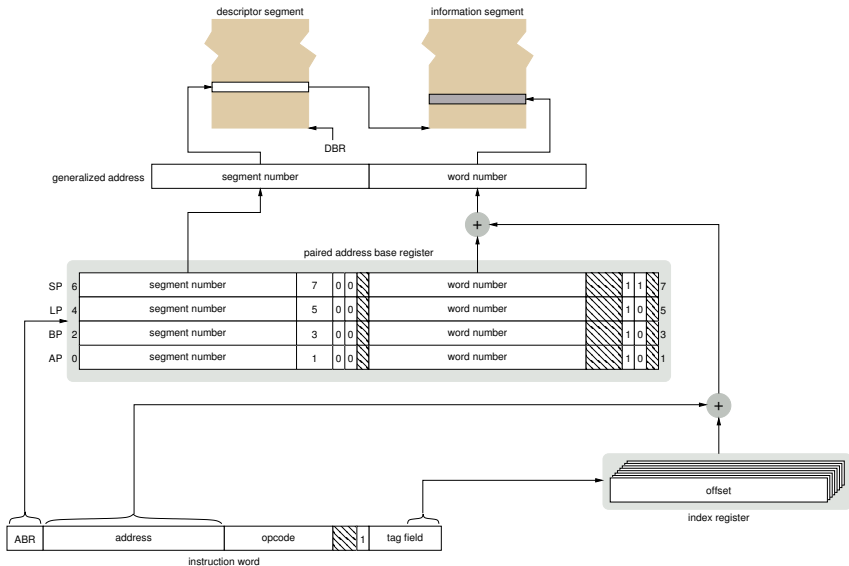 descriptor segment
information segment
DBR
generalized address
segment number
word number
+
paired address base register
SP 6 segment number 7 0 0 word number 1 1 7
LP 4 segment number 5 0 0 word number 1 0 5
BP 2 segment number 3 0 0 word number 1 0 3
AP 0 segment number 1 0 0 word number 1 0 1
+
offset
index register
ABR address opcode 1 tag field
instruction word